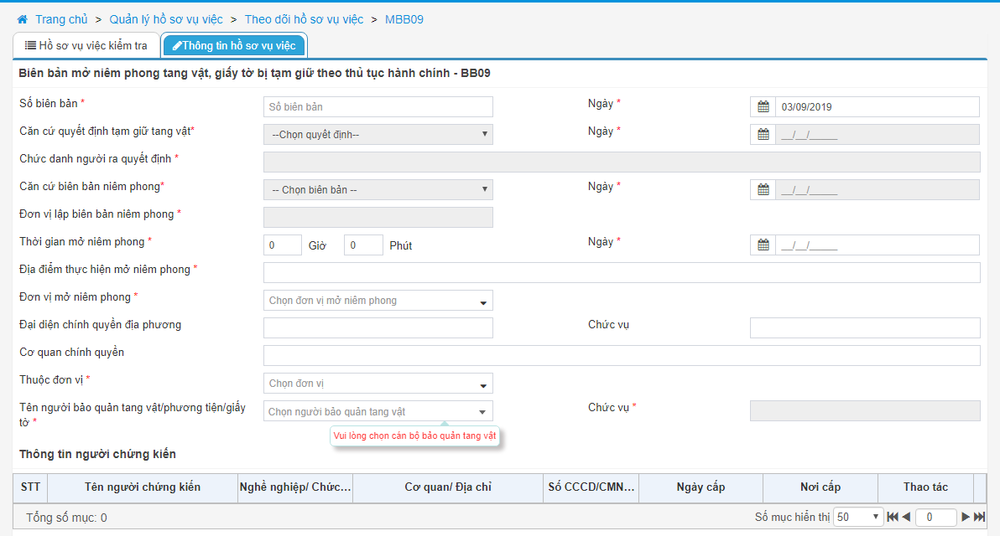 Trang chủ > Quản lý hồ sơ vụ việc > Theo dõi hồ sơ vụ việc > MBB09
Hồ sơ vụ việc kiểm tra Thông tin hồ sơ vụ việc
Biên bản mở niêm phong tang vật, giấy tờ bị tạm giữ theo thủ tục hành chính - BB09
Số biên bản * Số biên bản Ngày * 03/09/2019
Căn cứ quyết định tạm giữ tang vật* --Chọn quyết định-- Ngày * __/__/_____
Chức danh người ra quyết định *
Căn cứ biên bản niêm phong* -- Chọn biên bản -- Ngày * __/__/_____
Đơn vị lập biên bản niêm phong *
Thời gian mở niêm phong * 0 Giờ 0 Phút Ngày * __/__/_____
Địa điểm thực hiện mở niêm phong *
Đơn vị mở niêm phong * Chọn đơn vị mở niêm phong
Đại diện chính quyền địa phương Chức vụ
Cơ quan chính quyền
Thuộc đơn vị * Chọn đơn vị
Tên người bảo quản tang vật/phương tiện/giấy Chọn người bảo quản tang vật Chức vụ *
tờ *
Vui lòng chọn cán bộ bảo quản tang vật
Thông tin người chứng kiến
STT Tên người chứng kiến Nghề nghiệp/ Chức... Cơ quan/ Địa chỉ Số CCCD/CMN... Ngày cấp Nơi cấp Thao tác
Tổng số mục: 0 Số mục hiển thị 50 0